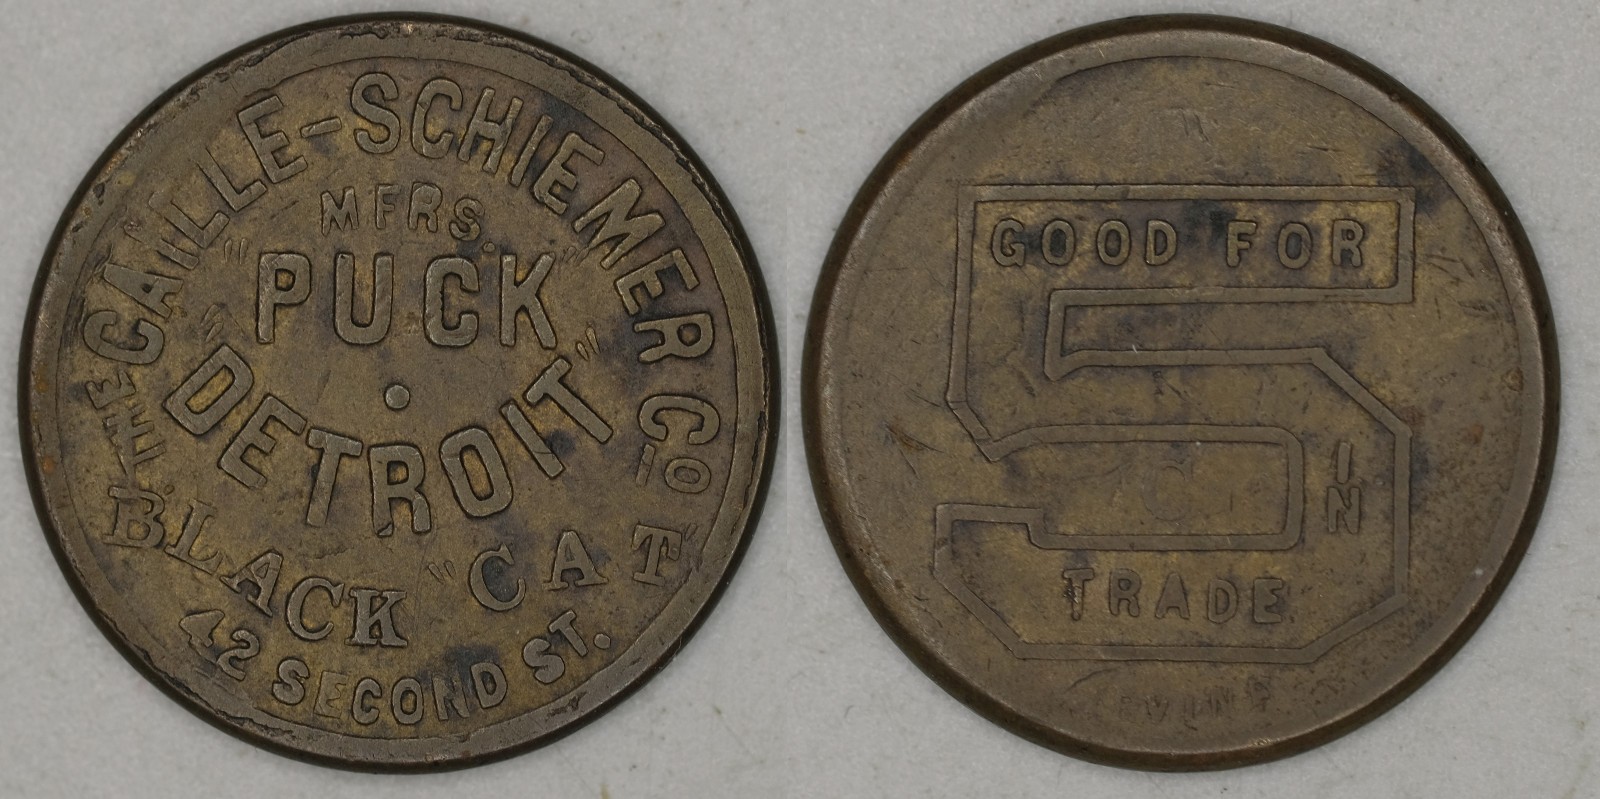 THE CAILLE-SCHIEMER Co
MFRS.
"PUCK"
"DETROIT"
BLACK "CAT"
42 SECOND ST.
5
GOOD FOR
IN
TRADE